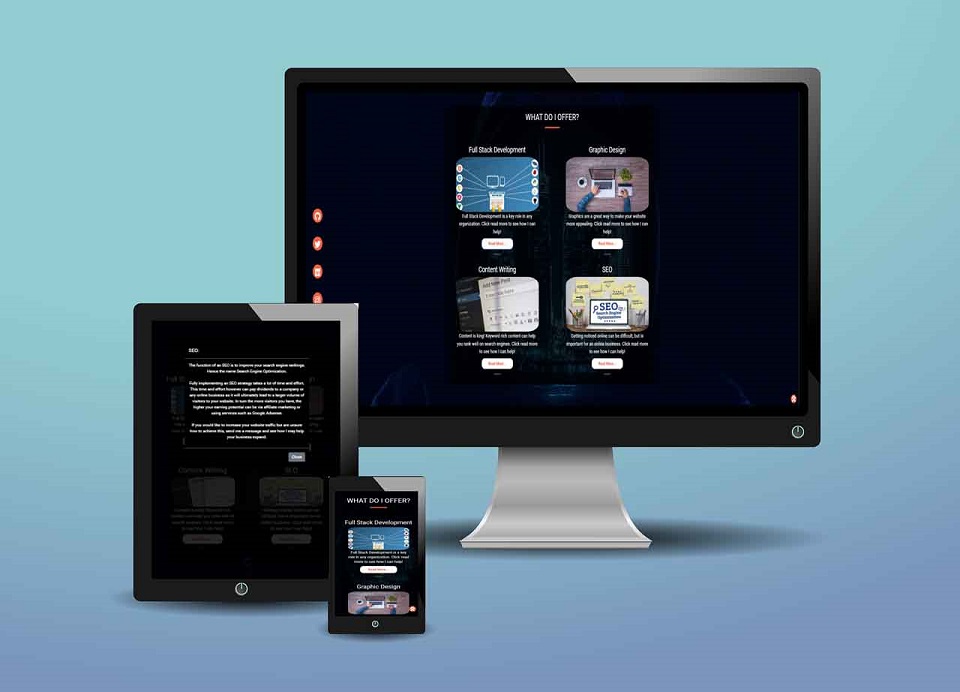 WHAT DO I OFFER?
Full Stack Development
Full Stack Development is a key role in any
organization. Click read more to see how I can
help!
Read More
Graphic Design
Graphics are a great way to make your website
more appealing. Click read more to see how I can
help!
Read More
Content Writing
Add New Post
Content is king! Keyword rich content can help
you rank well on search engines. Click read more
to see how I can help!
Read More
SEO
SEO
Search Engine
Optimization
Getting noticed online can be difficult, but is
important for an online business. Click read more
to see how I can help!
Read More
SEO
The function of an SEO is to improve your search engine rankings.
Hence the name Search Engine Optimization.
Fully implementing an SEO strategy takes a lot of time and effort.
This time and effort however can pay dividends to a company or
any online business as it will ultimately lead to a larger volume of
visitors to your website. In turn the more visitors you have, the
higher your earning potential can be via affiliate marketing or
using services such as Google Adsense.
If you would like to increase your website traffic but are unsure
how to achieve this, send me a message and see how I may help
your business expand.
Close
Content Writing
SEO
WHAT DO I OFFER?
Full Stack Development
Full Stack Development is a key
role in any organization. Click read
more to see how I can help!
Read More
Graphic Design